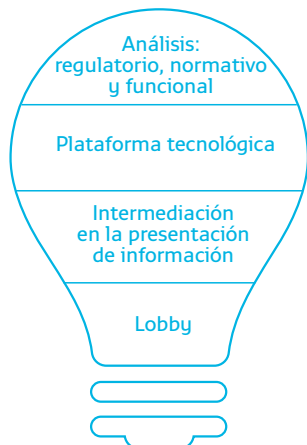 Análisis:
regulatorio, normativo
y funcional
Plataforma tecnológica
Intermediación
en la presentación
de información
Lobby